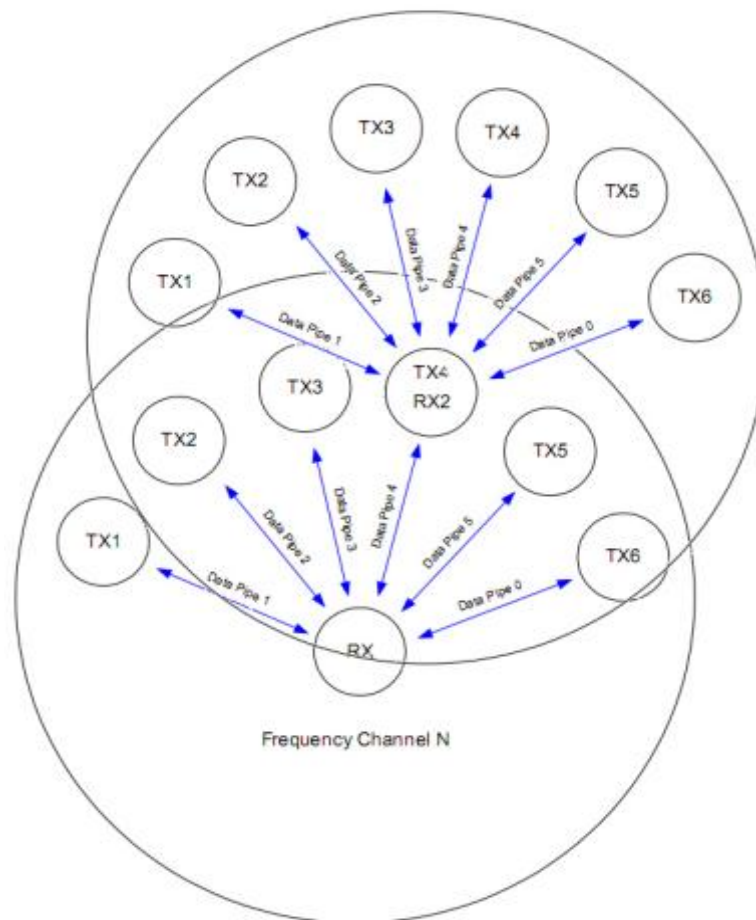 TX3
TX4
TX2
TX5
TX1
TX6
Data Pipe 1
Data Pipe 2
Data Pipe 3
Data Pipe 4
Data Pipe 5
Data Pipe 0
TX4
RX2
TX3
TX2
TX5
TX1
TX6
Data Pipe 1
Data Pipe 2
Data Pipe 3
Data Pipe 4
Data Pipe 5
Data Pipe 0
RX
Frequency Channel N